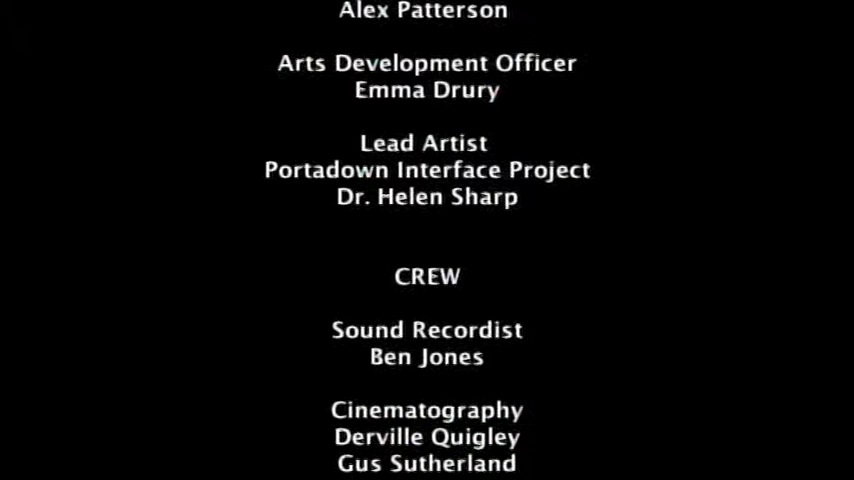 Alex Patterson
Arts Development Officer
Emma Drury
Lead Artist
Portadown Interface Project
Dr. Helen Sharp
CREW
Sound Recordist
Ben Jones
Cinematography
Derville Quigley
Gus Sutherland